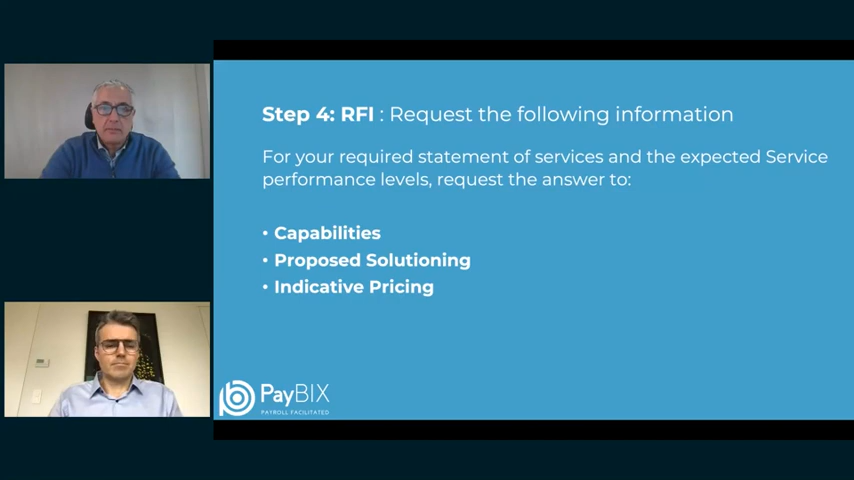 Step 4: RFI : Request the following information
For your required statement of services and the expected Service
performance levels, request the answer to:
• Capabilities
• Proposed Solutioning
• Indicative Pricing
PayBIX
PAYROLL FACILITATED